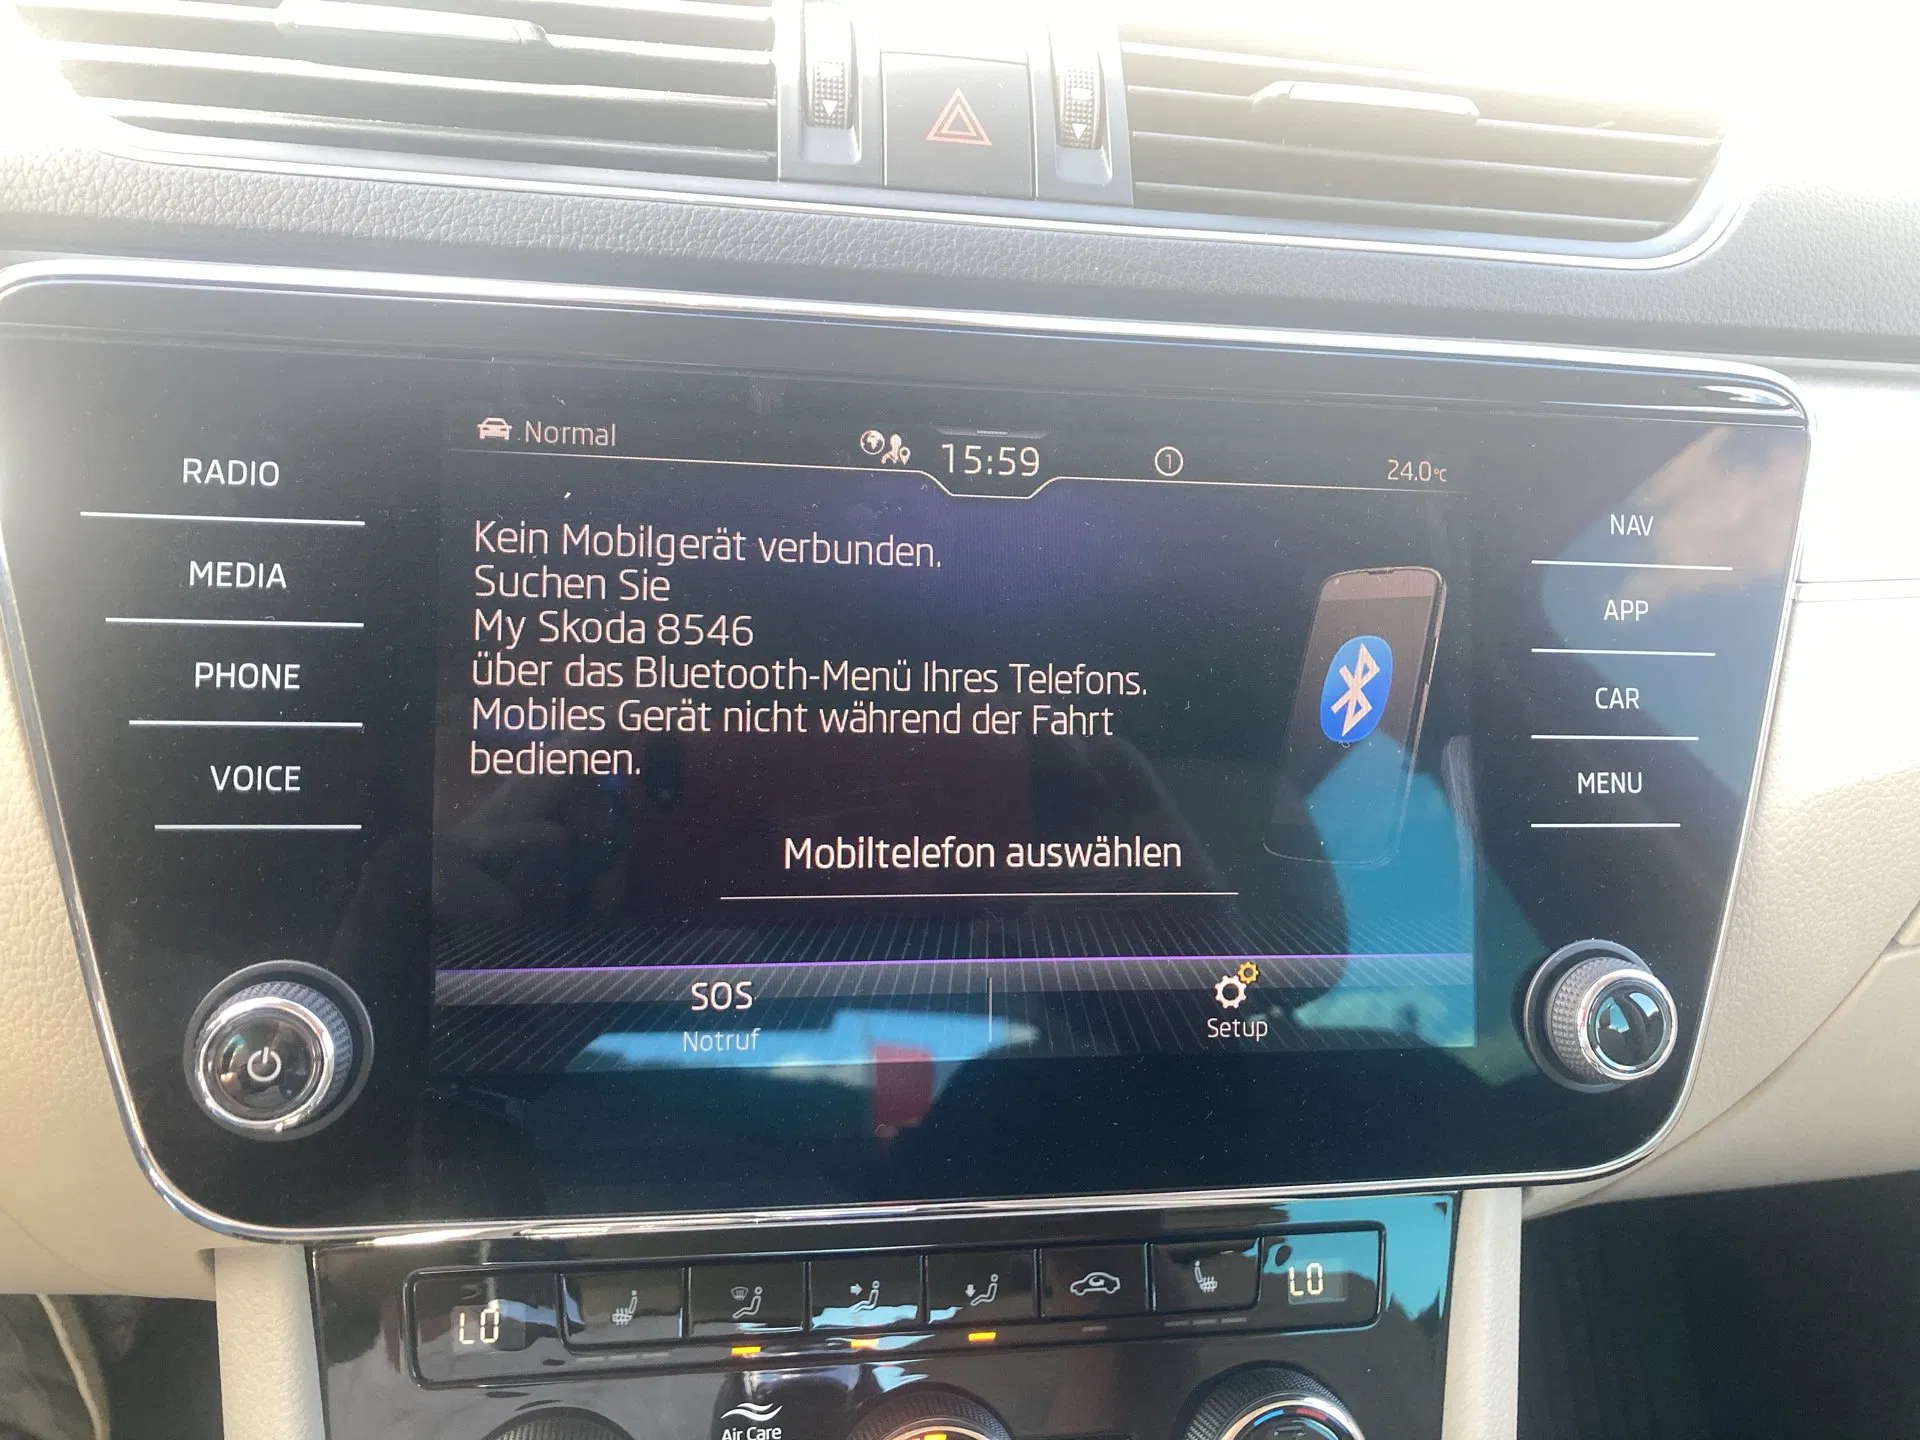 Normal
15:59
1
24.0°C
RADIO
MEDIA
PHONE
VOICE
Kein Mobilgerät verbunden.
Suchen Sie
My Skoda 8546
über das Bluetooth-Menü Ihres Telefons.
Mobiles Gerät nicht während der Fahrt
bedienen.
Mobiltelefon auswählen
SOS
Notruf
Setup
NAV
APP
CAR
MENU
LO
LO
Air Care